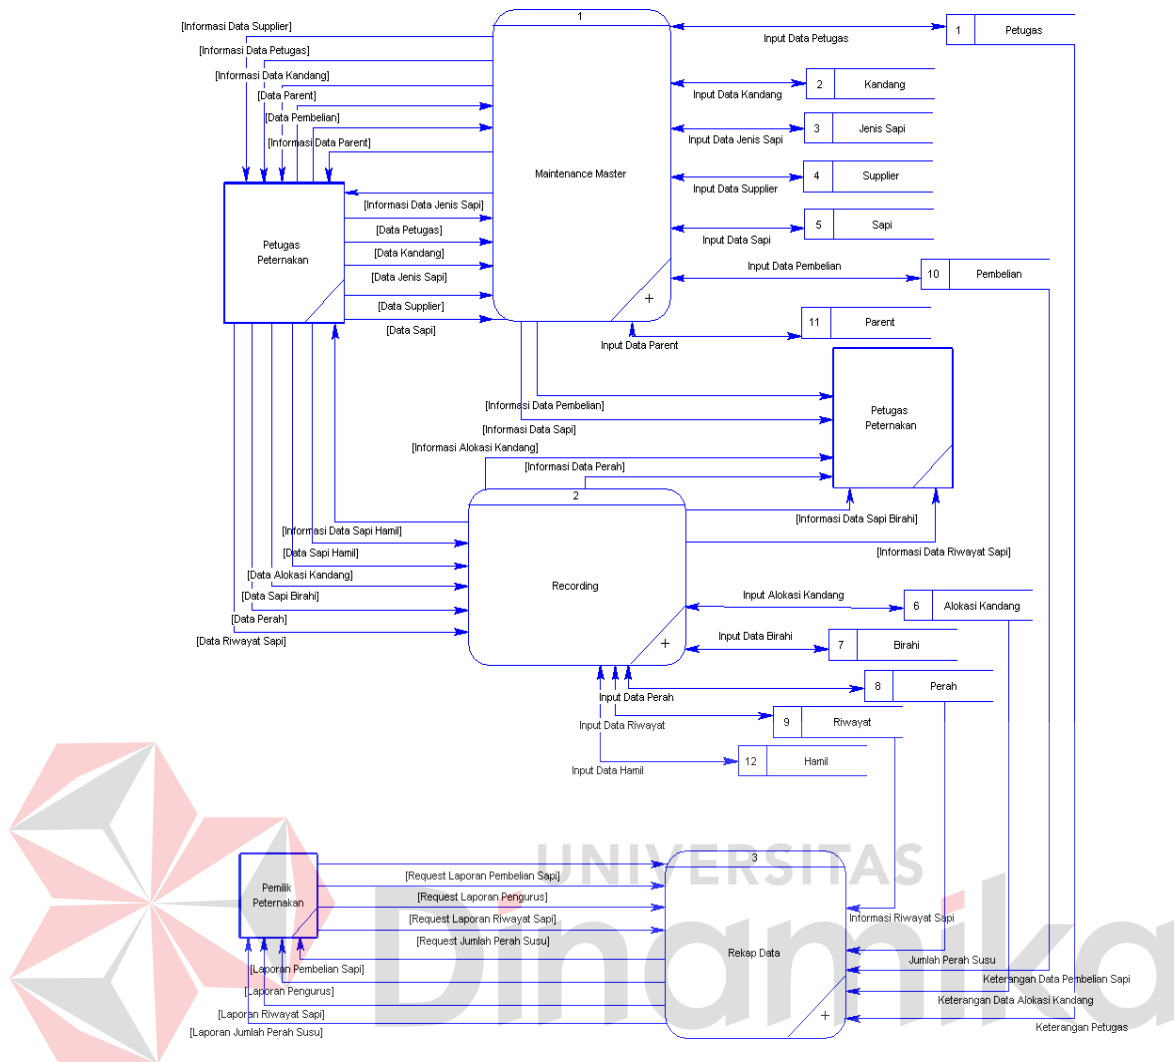 1
[Informasi Data Supplier]
[Informasi Data Petugas]
[Informasi Data Kandang]
[Data Parent]
[Data Pembelian]
[Informasi Data Parent]
Maintenance Master
+
Input Data Petugas
1 Petugas
Input Data Kandang
2 Kandang
Input Data Jenis Sapi
3 Jenis Sapi
Input Data Supplier
4 Supplier
Input Data Sapi
5 Sapi
Input Data Pembelian
10 Pembelian
Input Data Parent
11 Parent
Petugas
Peternakan
[Informasi Data Jenis Sapi]
[Data Petugas]
[Data Kandang]
[Data Jenis Sapi]
[Data Supplier]
[Data Sapi]
[Informasi Data Pembelian]
[Informasi Data Sapi]
[Informasi Alokasi Kandang]
[Informasi Data Perah]
Petugas
Peternakan
2
Recording
+
[Informasi Data Sapi Birahi]
[Informasi Data Riwayat Sapi]
[Informasi Data Sapi Hamil]
[Data Sapi Hamil]
[Data Alokasi Kandang]
[Data Sapi Birahi]
[Data Perah]
[Data Riwayat Sapi]
Input Alokasi Kandang
6 Alokasi Kandang
Input Data Birahi
7 Birahi
Input Data Perah
8 Perah
Input Data Riwayat
9 Riwayat
Input Data Hamil
12 Hamil
UNIVERSITAS
Dinamika
Pemilik
Peternakan
[Request Laporan Pembelian Sapi]
[Request Laporan Pengurus]
[Request Laporan Riwayat Sapi]
[Request Jumlah Perah Susu]
[Laporan Pembelian Sapi]
[Laporan Pengurus]
[Laporan Riwayat Sapi]
[Laporan Jumlah Perah Susu]
3
Rekap Data
+
Informasi Riwayat Sapi
Jumlah Perah Susu
Keterangan Data Pembelian Sapi
Keterangan Data Alokasi Kandang
Keterangan Petugas